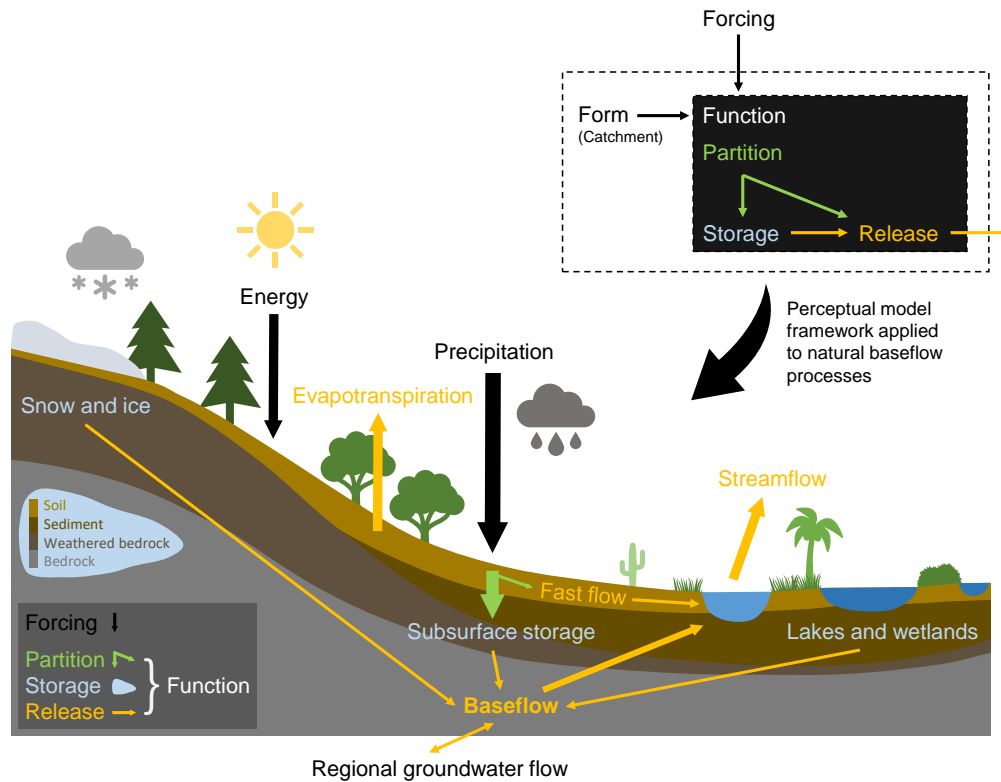 Forcing
Form
(Catchment)
Function
Partition
Storage
Release
Perceptual model
framework applied
to natural baseflow
processes
Energy
Precipitation
Evapotranspiration
Snow and ice
Streamflow
Soil
Sediment
Weathered bedrock
Bedrock
Fast flow
Subsurface storage
Lakes and wetlands
Forcing
Partition
Storage
Release
Function
Baseflow
Regional groundwater flow